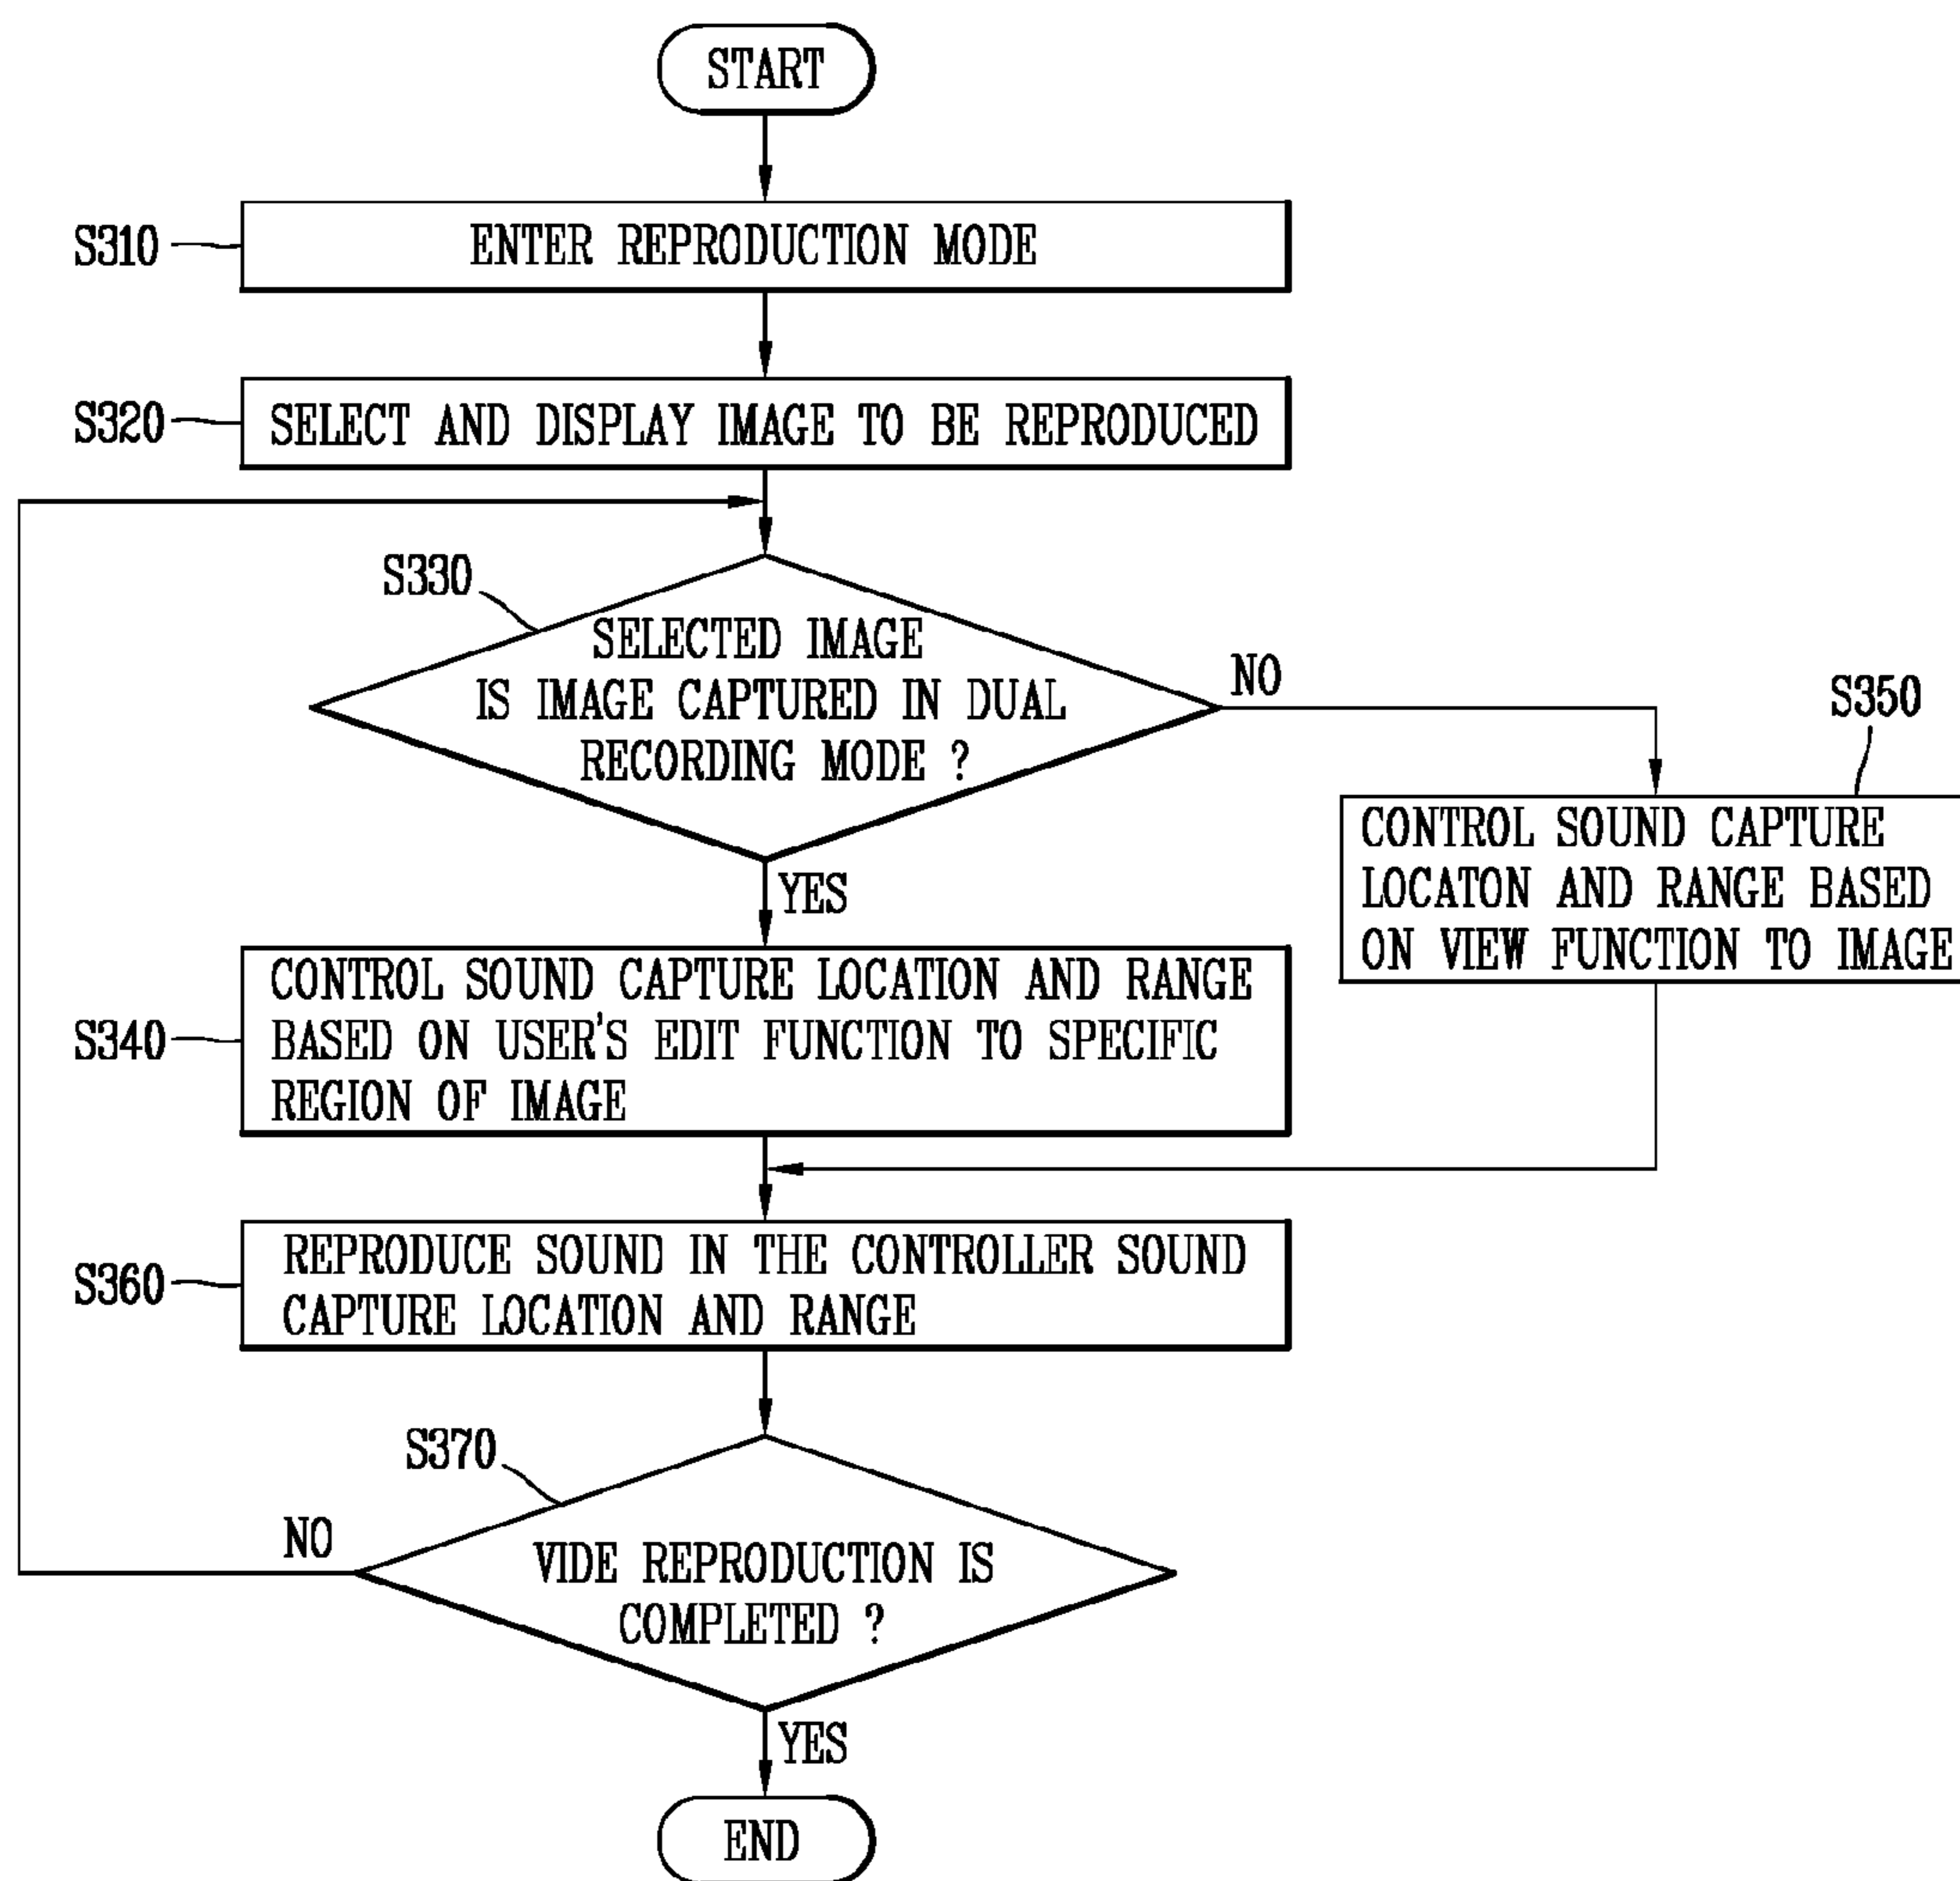 START
S310
ENTER REPRODUCTION MODE
S320
SELECT AND DISPLAY IMAGE TO BE REPRODUCED
S330
SELECTED IMAGE
IS IMAGE CAPTURED IN DUAL
RECORDING MODE ?
NO
YES
S350
CONTROL SOUND CAPTURE
LOCATON AND RANGE BASED
ON VIEW FUNCTION TO IMAGE
S340
CONTROL SOUND CAPTURE LOCATION AND RANGE
BASED ON USER'S EDIT FUNCTION TO SPECIFIC
REGION OF IMAGE
S360
REPRODUCE SOUND IN THE CONTROLLER SOUND
CAPTURE LOCATION AND RANGE
S370
NO
VIDE REPRODUCTION IS
COMPLETED ?
YES
END